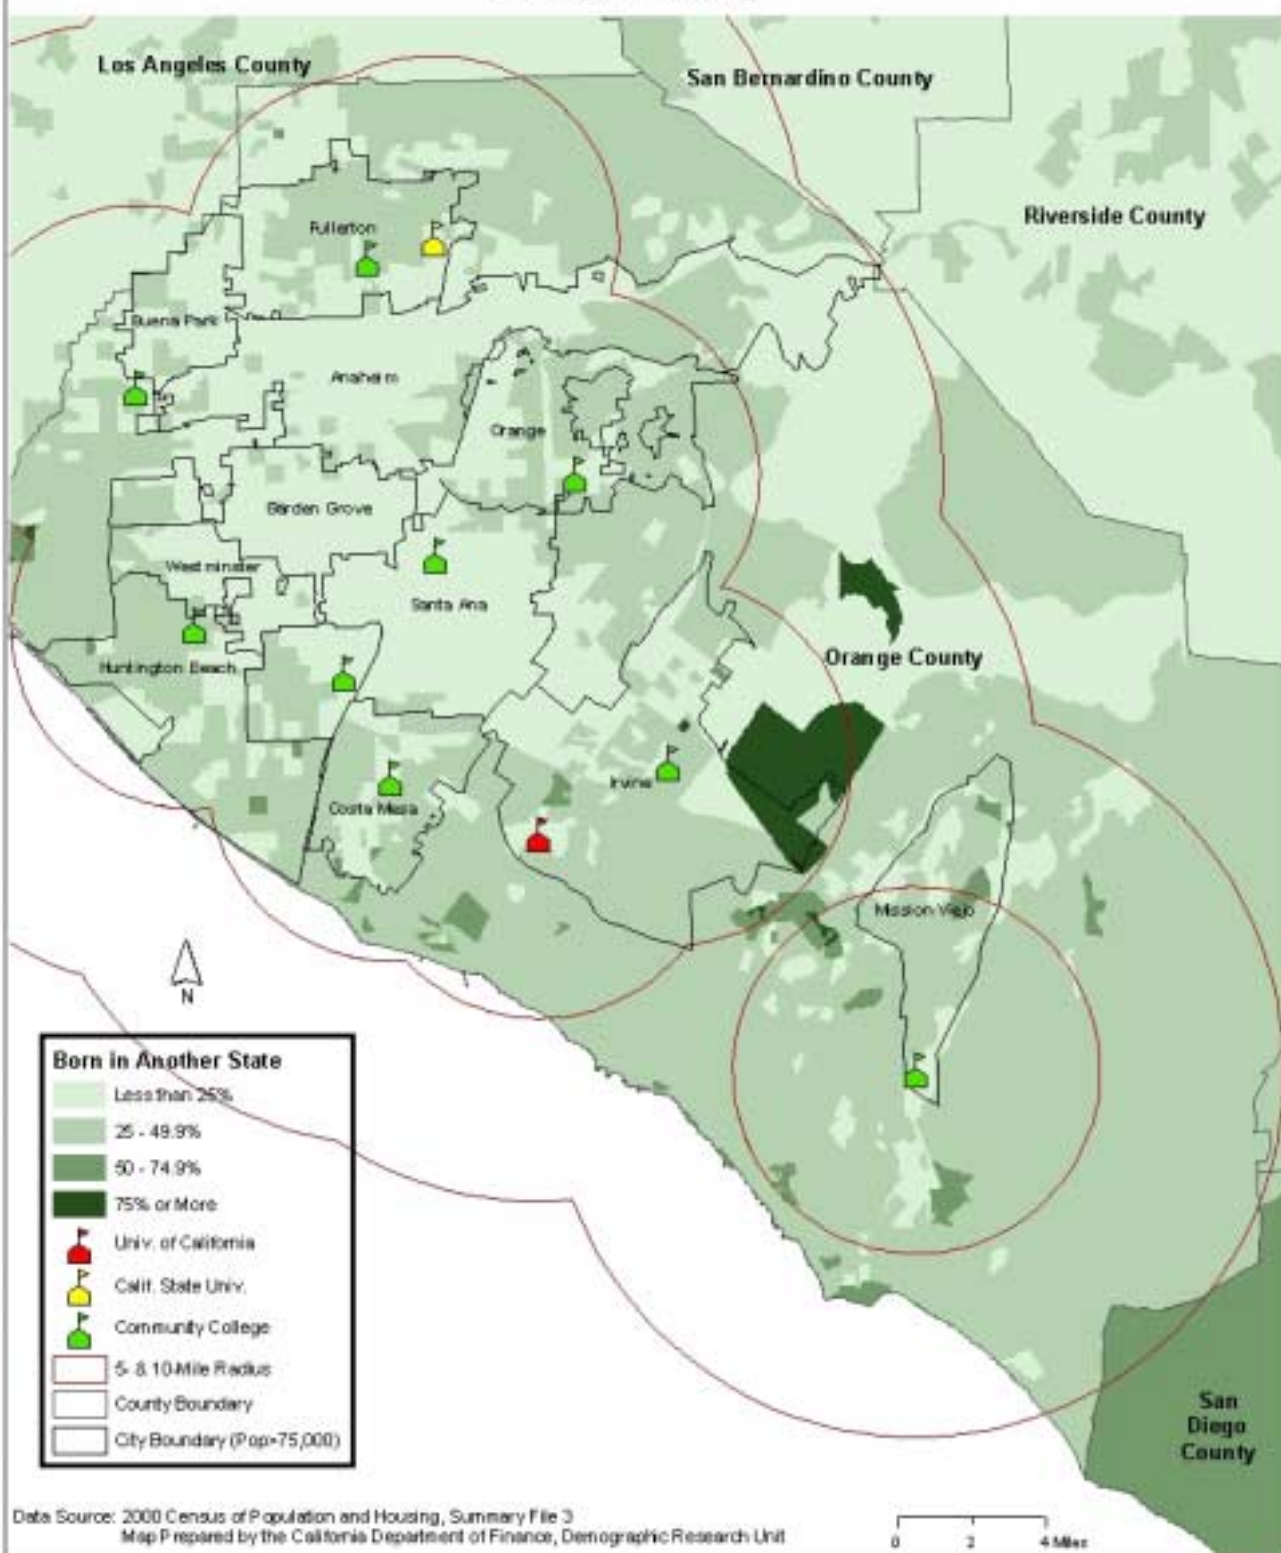 Los Angeles County
San Bernardino County
Riverside County
Fullerton
Buena Park
Anaheim
Orange
Garden Grove
Westminster
Santa Ana
Orange County
Huntington Beach
Irvine
Costa Mesa
Mission Viejo
N
Born in Another State
Less than 25%
25 - 49.9%
50 - 74.9%
75% or More
Univ. of California
Calif. State Univ.
Community College
5- & 10-Mile Radius
County Boundary
City Boundary (Pop>75,000)
San
Diego
County
Data Source: 2000 Census of Population and Housing, Summary File 3
Map Prepared by the California Department of Finance, Demographic Research Unit
0 2 4 Miles